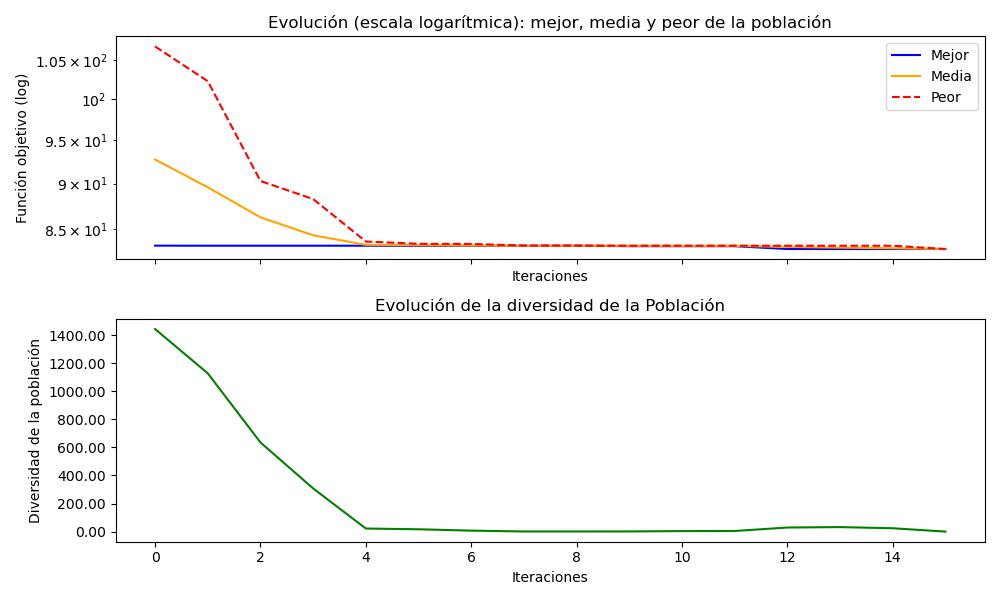 Evolución (escala logarítmica): mejor, media y peor de la población
Función objetivo (log)
1.05 × 10²
10²
9.5 × 10¹
9 × 10¹
8.5 × 10¹
Mejor
Media
Peor
Iteraciones
Evolución de la diversidad de la Población
Diversidad de la población
1400.00
1200.00
1000.00
800.00
600.00
400.00
200.00
0.00
0 2 4 6 8 10 12 14
Iteraciones